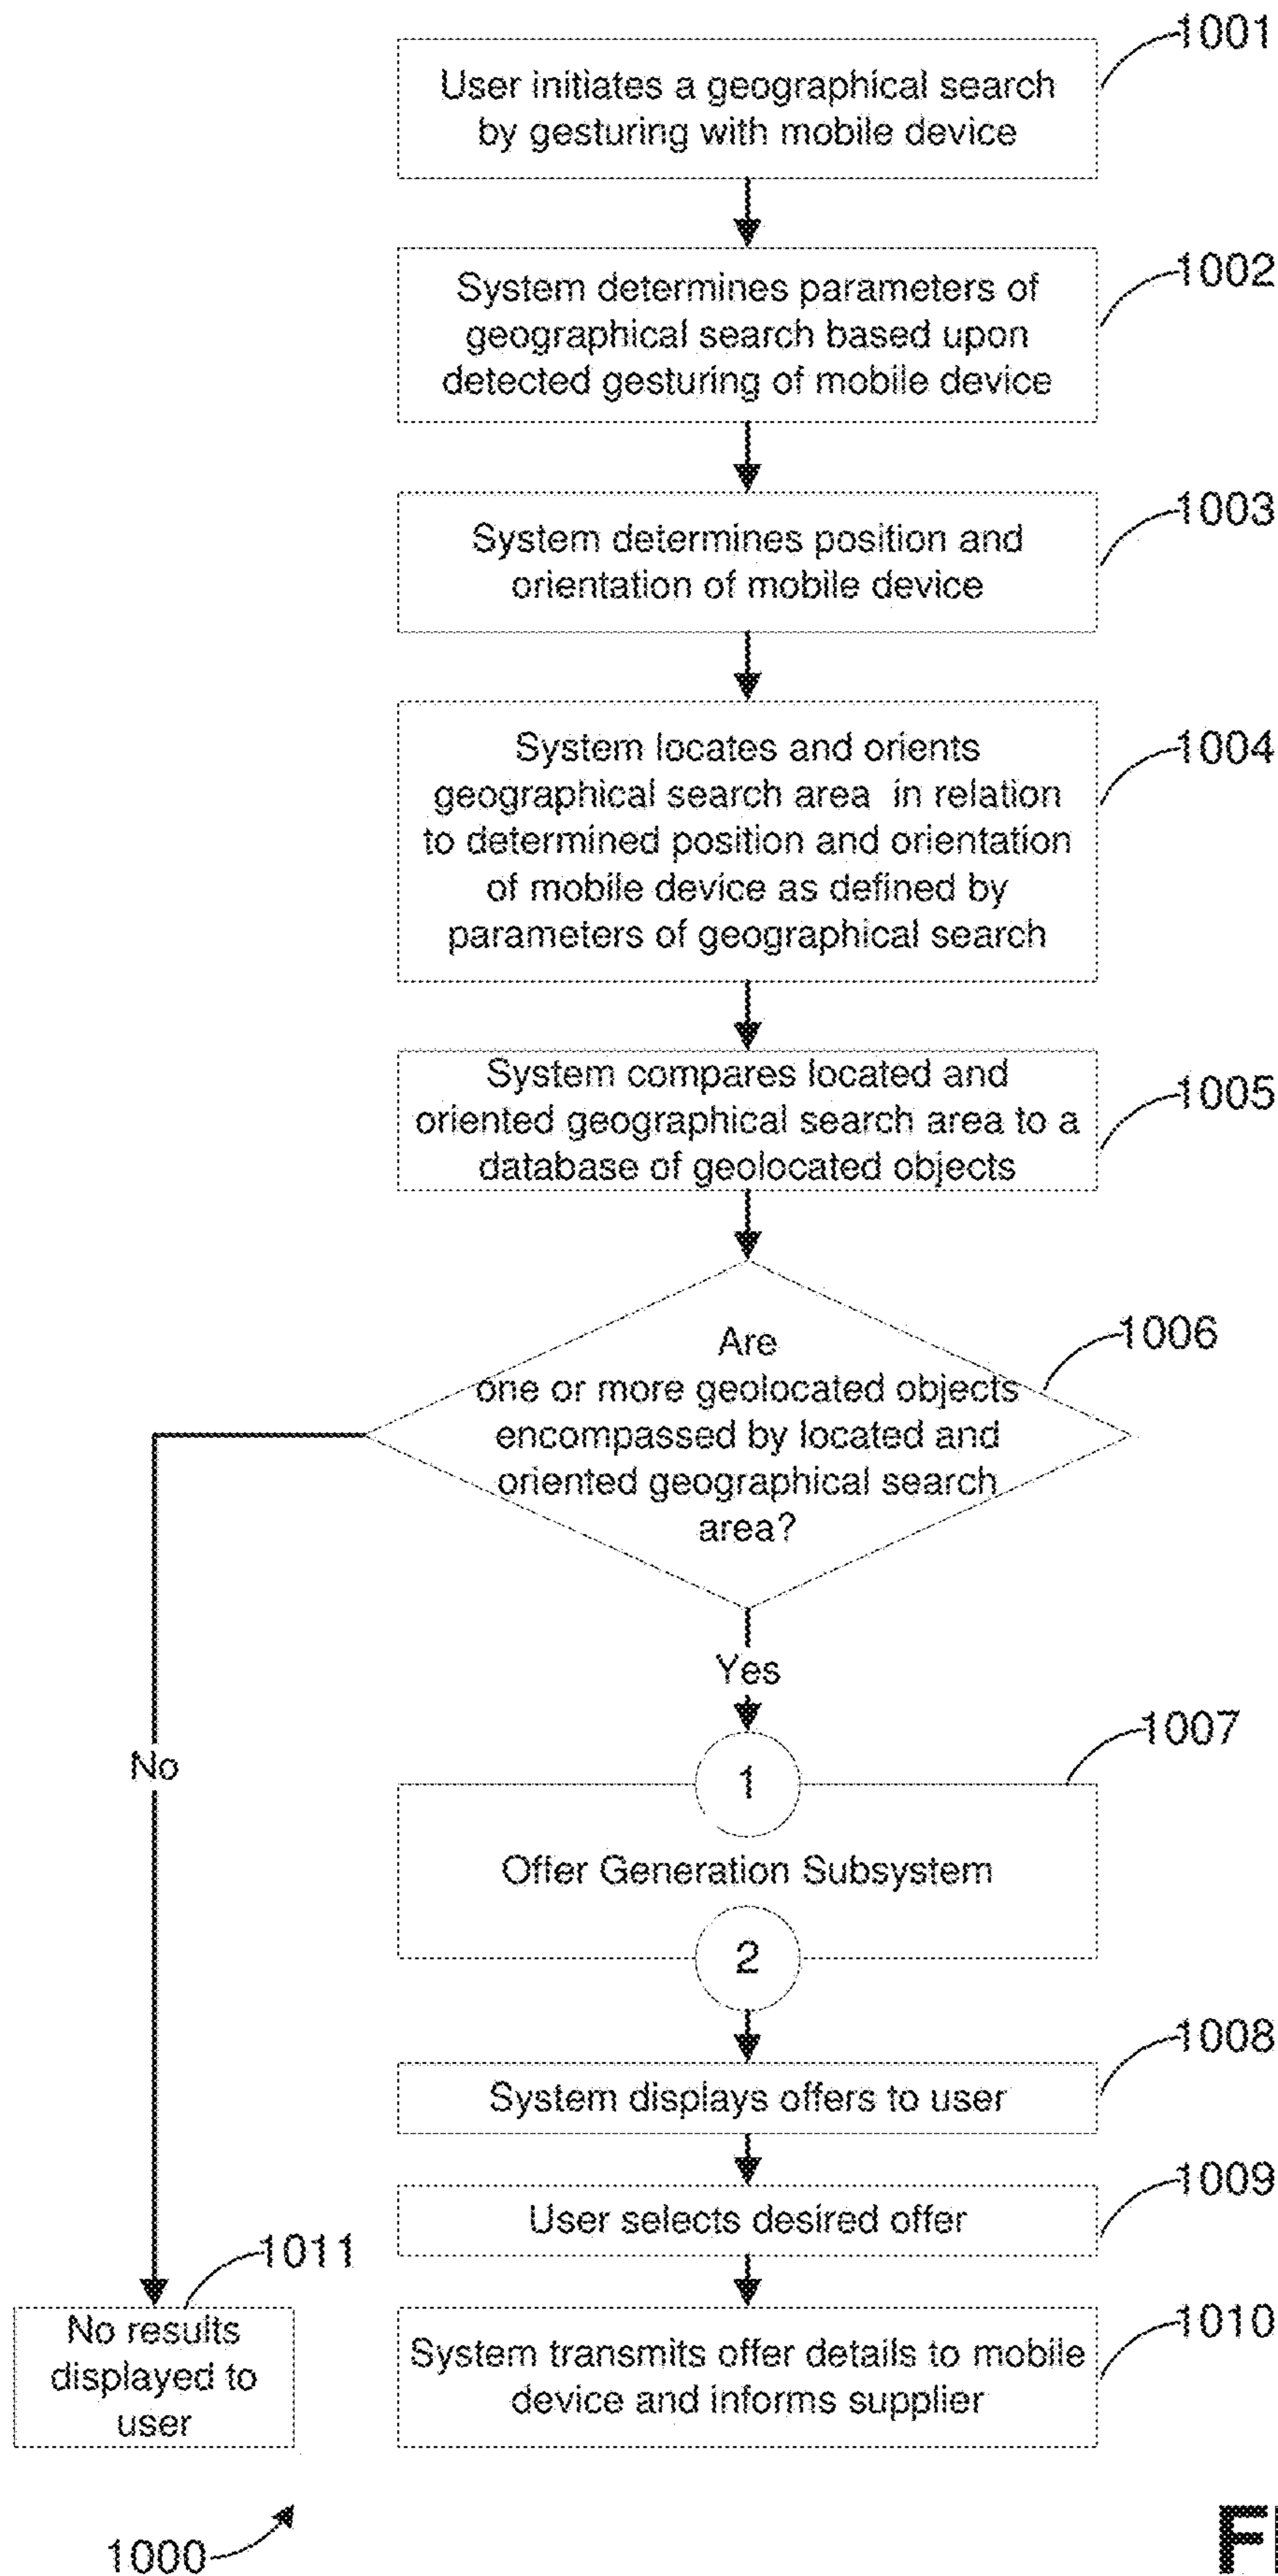 1001
User initiates a geographical search
by gesturing with mobile device
1002
System determines parameters of
geographical search based upon
detected gesturing of mobile device
1003
System determines position and
orientation of mobile device
1004
System locates and orients
geographical search area in relation
to determined position and orientation
of mobile device as defined by
parameters of geographical search
1005
System compares located and
oriented geographical search area to a
database of geolocated objects
1006
Are
one or more geolocated objects
encompassed by located and
oriented geographical search
area?
Yes
No
1007
1
Offer Generation Subsystem
2
1008
System displays offers to user
1009
User selects desired offer
1010
System transmits offer details to mobile
device and informs supplier
1011
No results
displayed to
user
1000